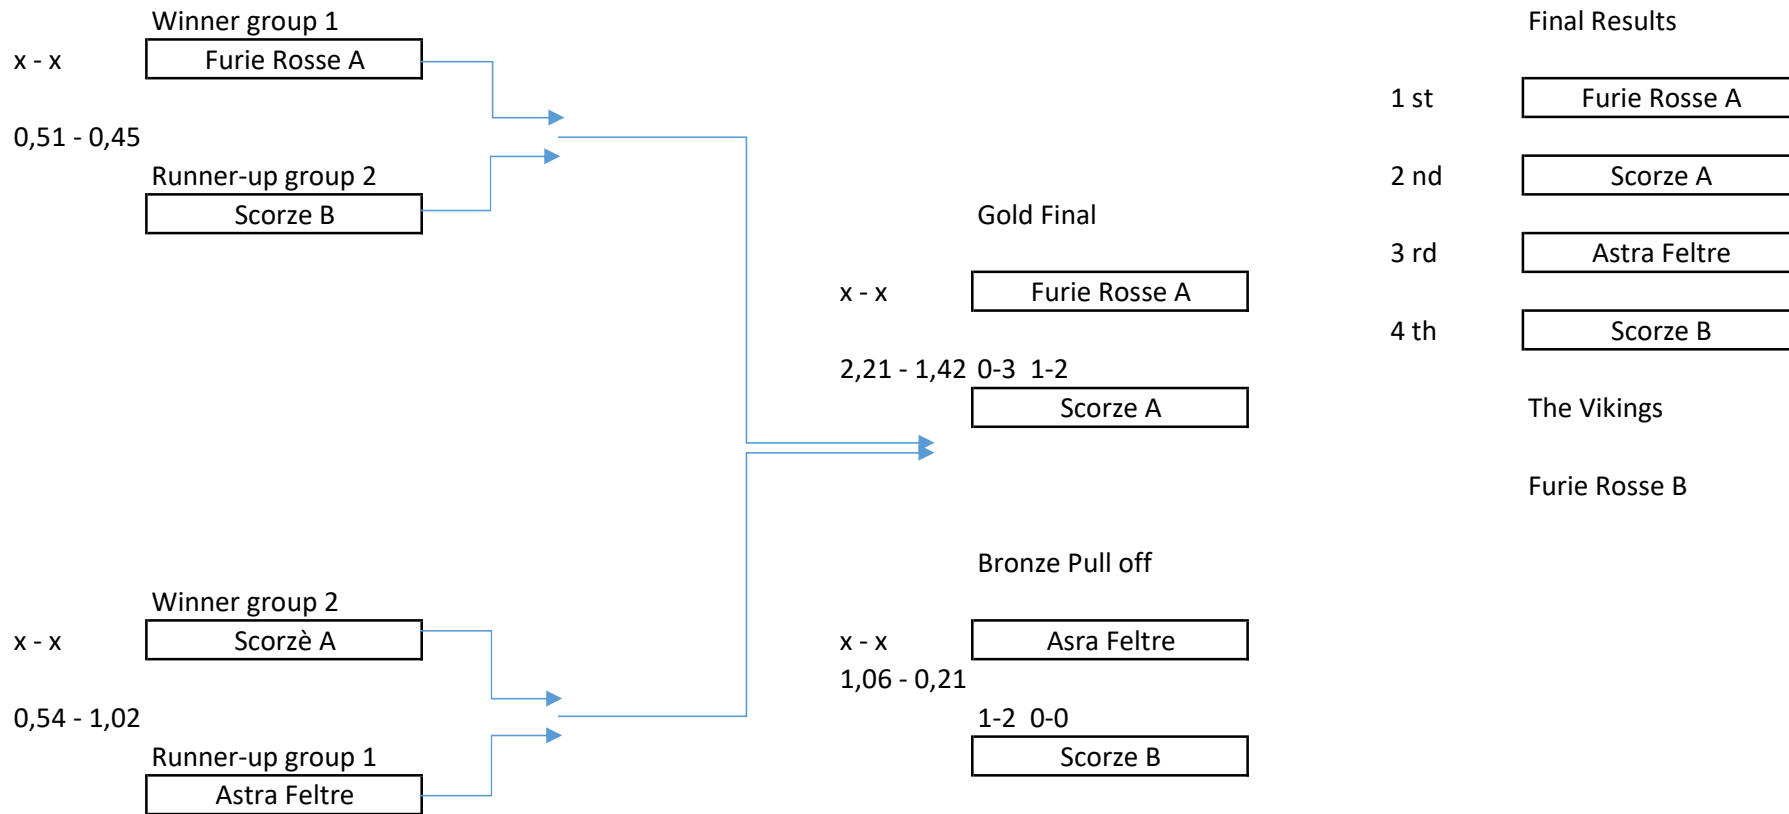 Winner group 1
x - x
Furie Rosse A
0,51 - 0,45
Runner-up group 2
Scorze B
Winner group 2
x - x
Scorzè A
0,54 - 1,02
Runner-up group 1
Astra Feltre
Gold Final
x - x
Furie Rosse A
2,21 - 1,42 0-3 1-2
Scorze A
Bronze Pull off
x - x
Asra Feltre
1,06 - 0,21
1-2 0-0
Scorze B
Final Results
1 st
Furie Rosse A
2 nd
Scorze A
3 rd
Astra Feltre
4 th
Scorze B
The Vikings
Furie Rosse B